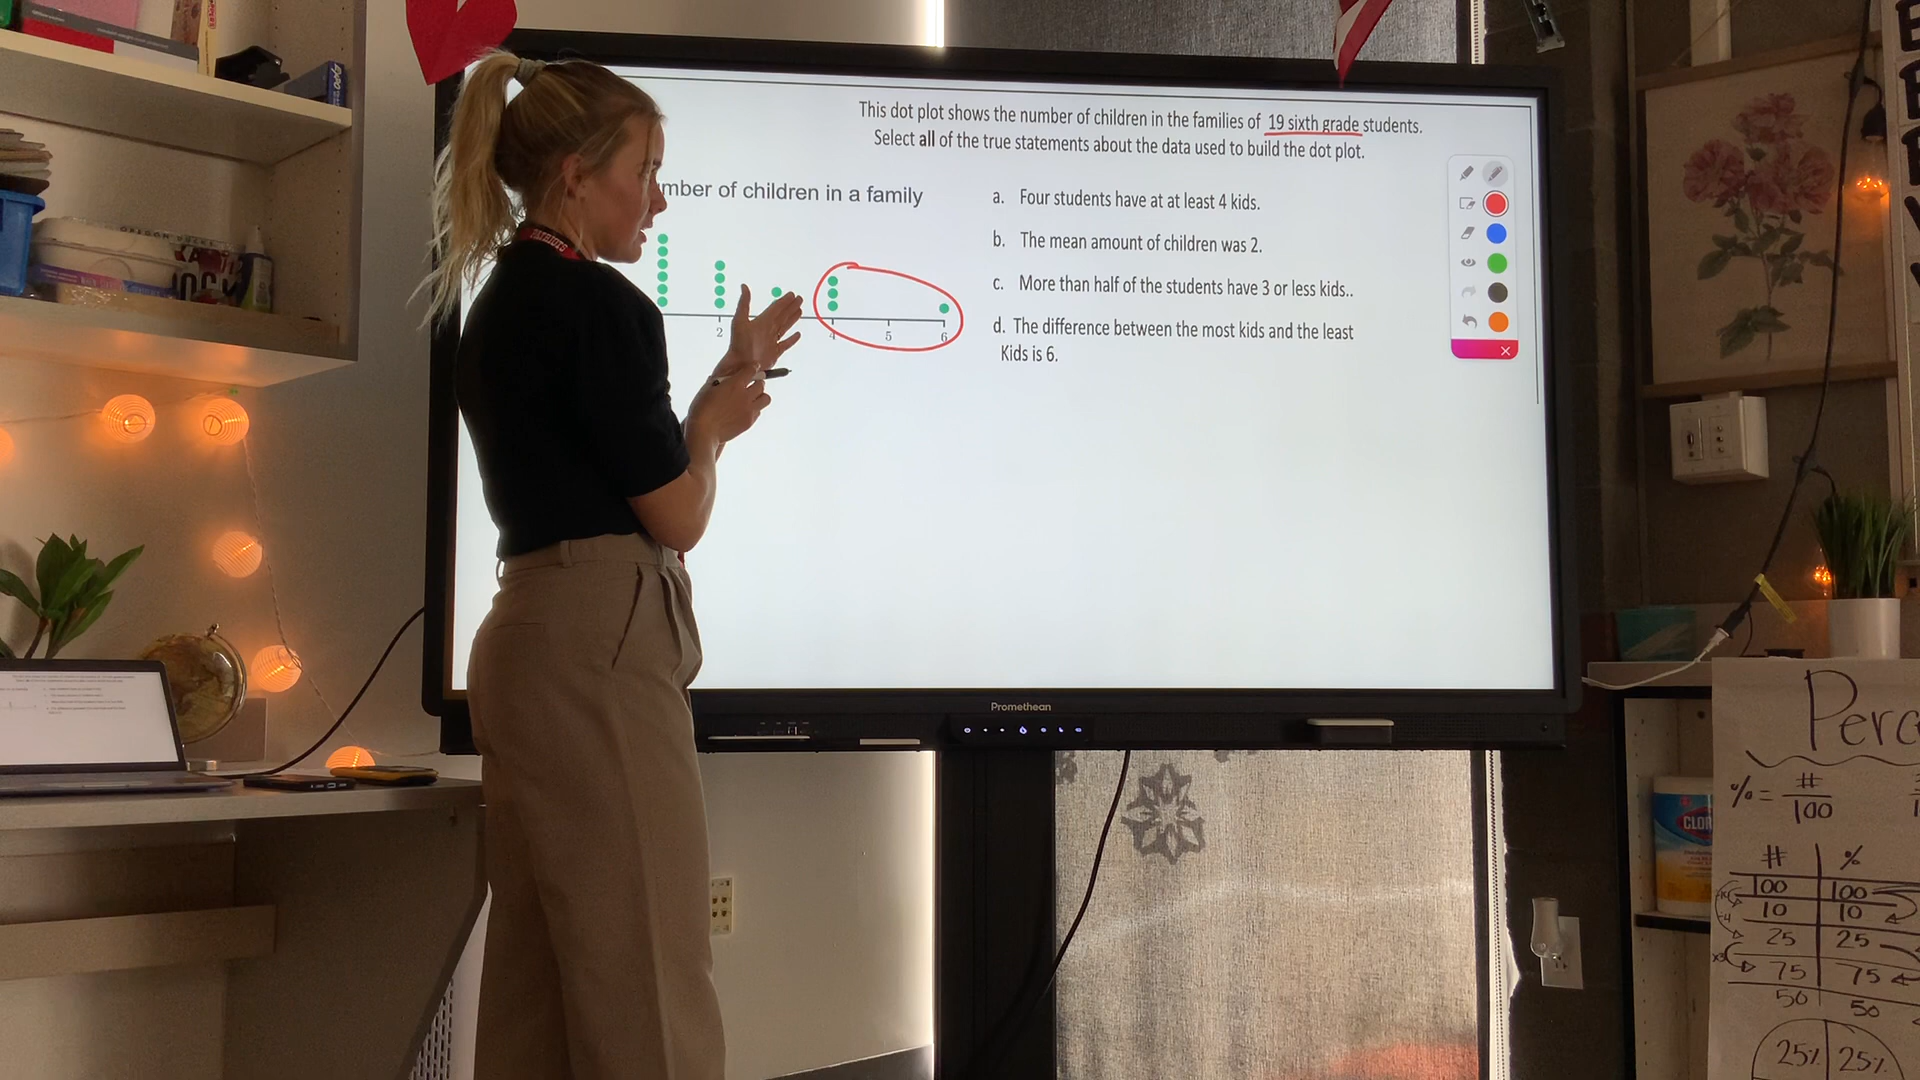 This dot plot shows the number of children in the families of 19 sixth grade students.
Select all of the true statements about the data used to build the dot plot.
mber of children in a family
2
4
5
6
a. Four students have at at least 4 kids.
b. The mean amount of children was 2.
c. More than half of the students have 3 or less kids..
d. The difference between the most kids and the least
Kids is 6.
PATRIOTS
Promethean
Perc
% = #
100
# %
100 100
10 10
25 25
75 75
50 50
25% 25%
CLOR